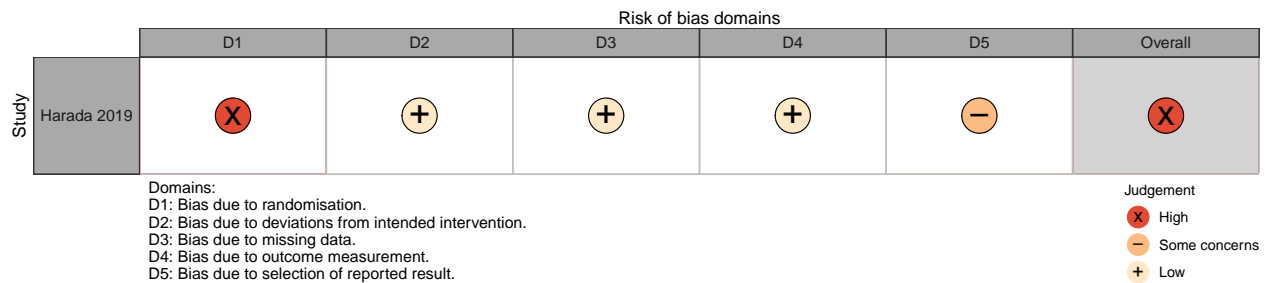 Risk of bias domains
D1 D2 D3 D4 D5 Overall
Study
Harada 2019 X + + + − X
Domains:
D1: Bias due to randomisation.
D2: Bias due to deviations from intended intervention.
D3: Bias due to missing data.
D4: Bias due to outcome measurement.
D5: Bias due to selection of reported result.
Judgement
X High
− Some concerns
+ Low